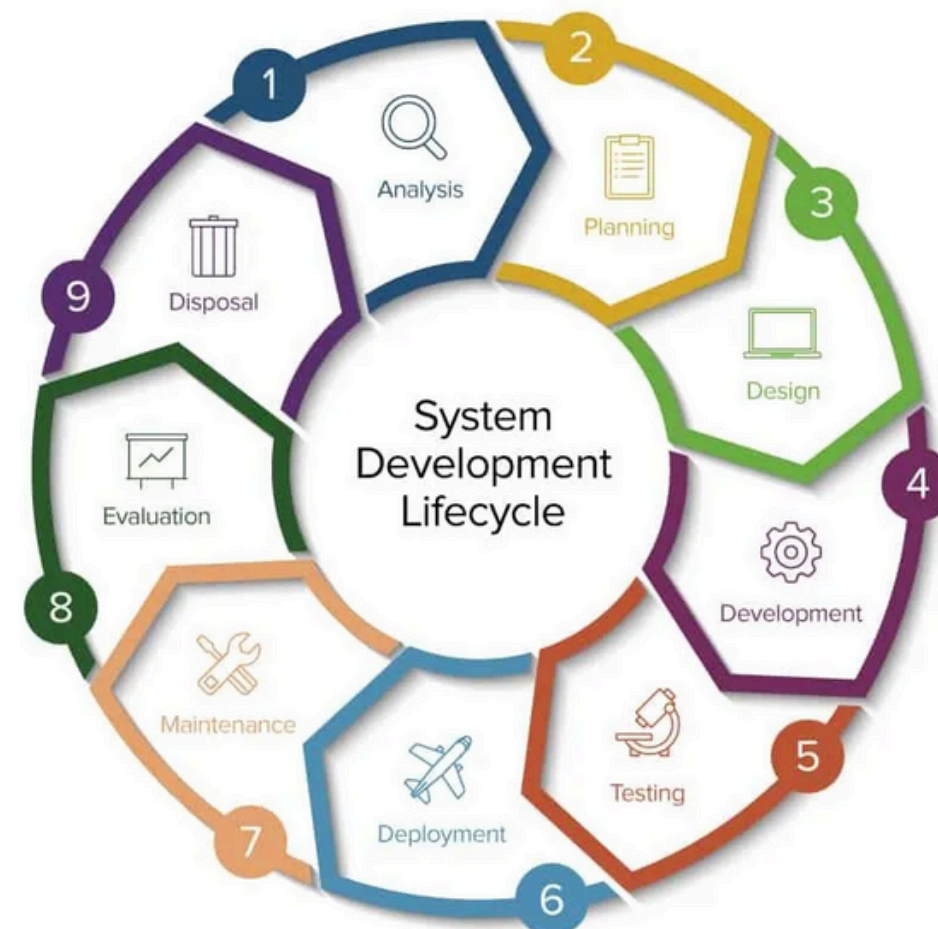 System
Development
Lifecycle
1
Analysis
2
Planning
3
Design
4
Development
5
Testing
6
Deployment
7
Maintenance
8
Evaluation
9
Disposal